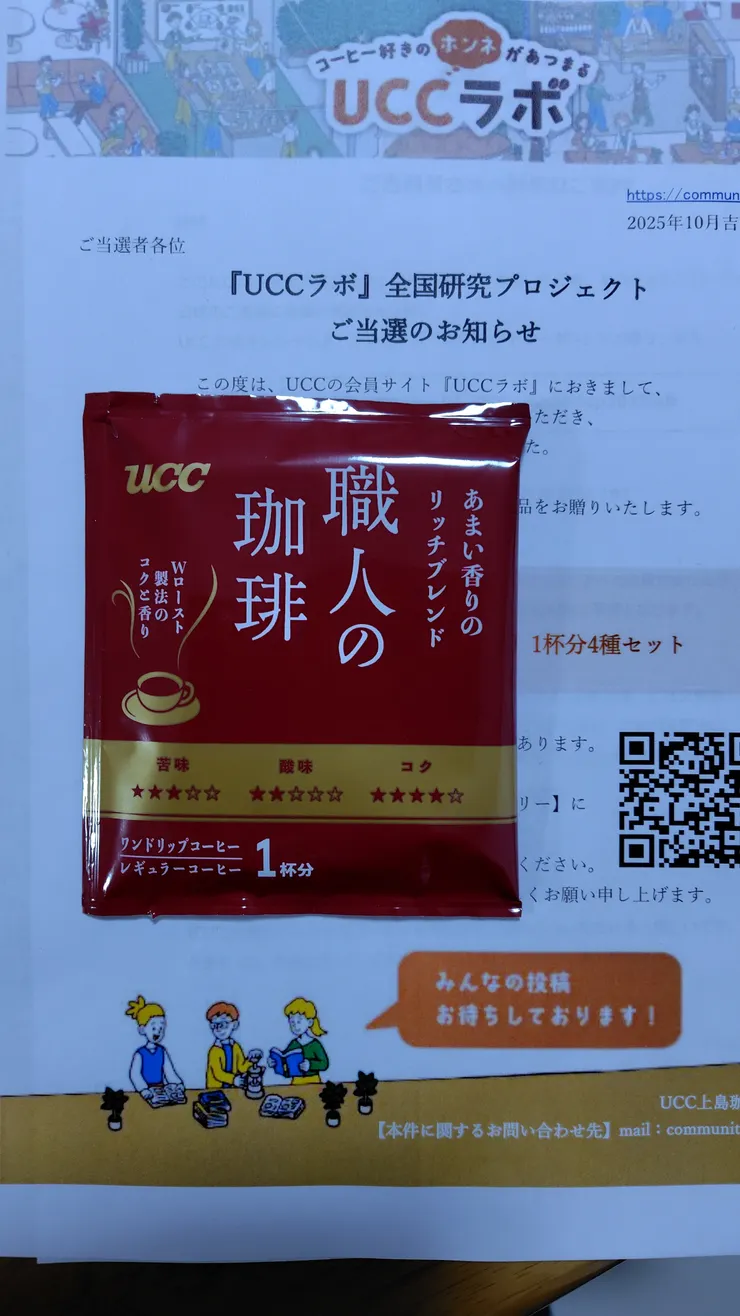 コーヒー好きのホンネがあつまる
UCCラボ
https://commun
2025年10月吉
ご当選者各位
『UCCラボ』全国研究プロジェクト
ご当選のお知らせ
この度は、UCCの会員サイト『UCCラボ』におきまして、
ただき、
た。
品をお贈りいたします。
1杯分4種セット
あります。
リー】に
ください。
くお願い申し上げます。
ucc
あまい香りの
リッチブレンド
職人の
珈琲
Wロースト
製法の
コクと香り
苦味 酸味 コク
★★★☆☆ ★★☆☆☆ ★★★★☆
ワンドリップコーヒー
レギュラーコーヒー
1杯分
みんなの投稿
お待ちしております！
UCC上島珈
【本件に関するお問い合わせ先】mail：communit